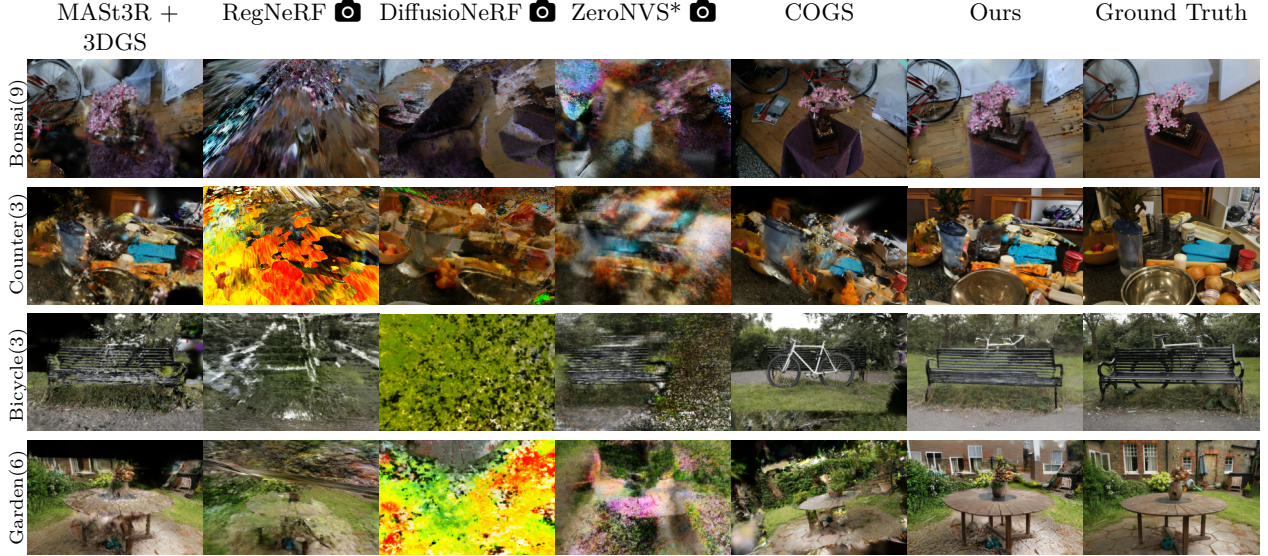 MASt3R +
3DGS
RegNeRF
DiffusioNeRF
ZeroNVS*
COGS
Ours
Ground Truth
Bonsai(9)
Counter(3)
Bicycle(3)
Garden(6)